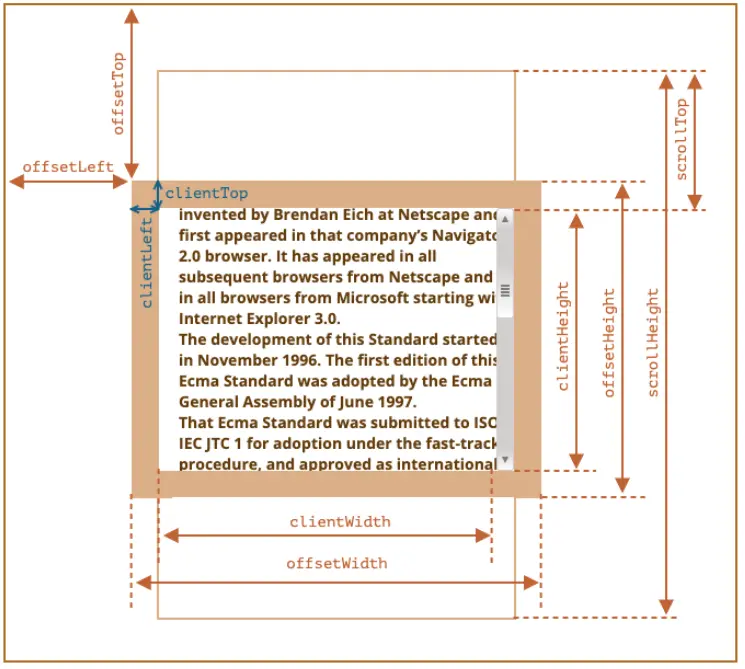 offsetTop
offsetLeft
clientTop
clientLeft
invented by Brendan Eich at Netscape and
first appeared in that company’s Navigato
2.0 browser. It has appeared in all
subsequent browsers from Netscape and
in all browsers from Microsoft starting wi
Internet Explorer 3.0.
The development of this Standard started
in November 1996. The first edition of this
Ecma Standard was adopted by the Ecma
General Assembly of June 1997.
That Ecma Standard was submitted to ISO
IEC JTC 1 for adoption under the fast-track
procedure, and approved as international
scrollTop
clientHeight
offsetHeight
scrollHeight
clientWidth
offsetWidth